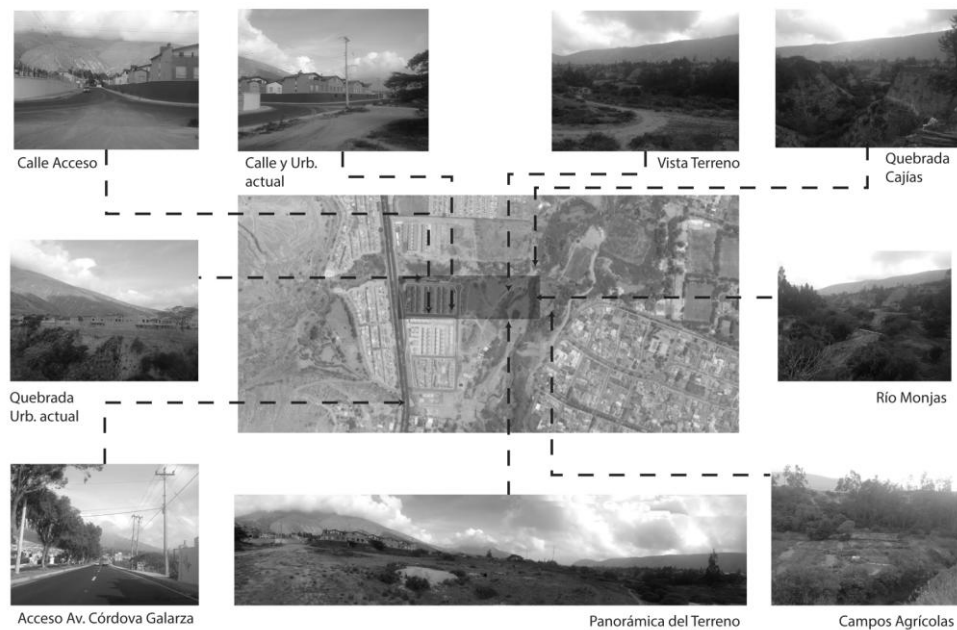 Calle Acceso
Calle y Urb.
actual
Vista Terreno
Quebrada
Cajías
Quebrada
Urb. actual
Río Monjas
Acceso Av. Córdova Galarza
Panorámica del Terreno
Campos Agrícolas